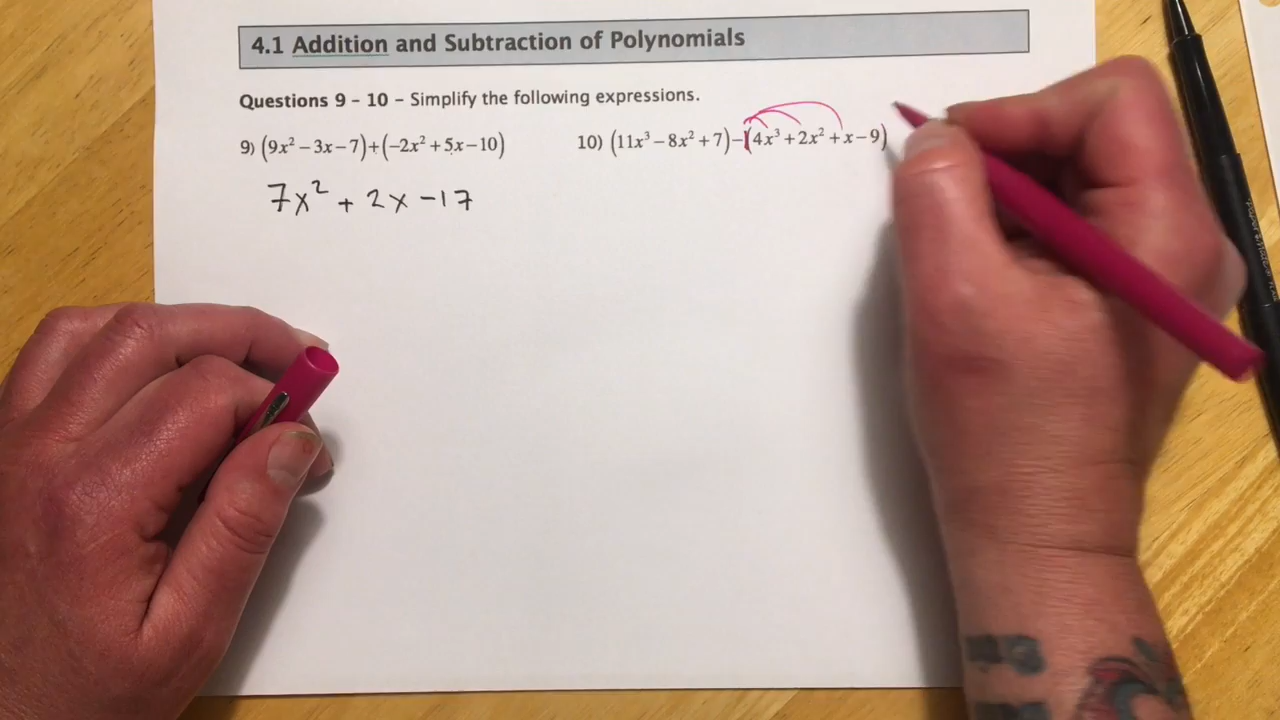 4.1 Addition and Subtraction of Polynomials
Questions 9 - 10 – Simplify the following expressions.
9) (9x² − 3x − 7)+(−2x² + 5x − 10)
10) (11x³ − 8x² + 7)−1(4x³ + 2x² + x − 9)
7x² + 2x −17